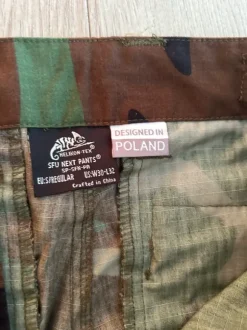 HELIKON-TEX®
SFU NEXT PANTS®
SP-SFN-PR
EU:S/REGULAR US:W30-L32
Crafted in China
DESIGNED IN
POLAND